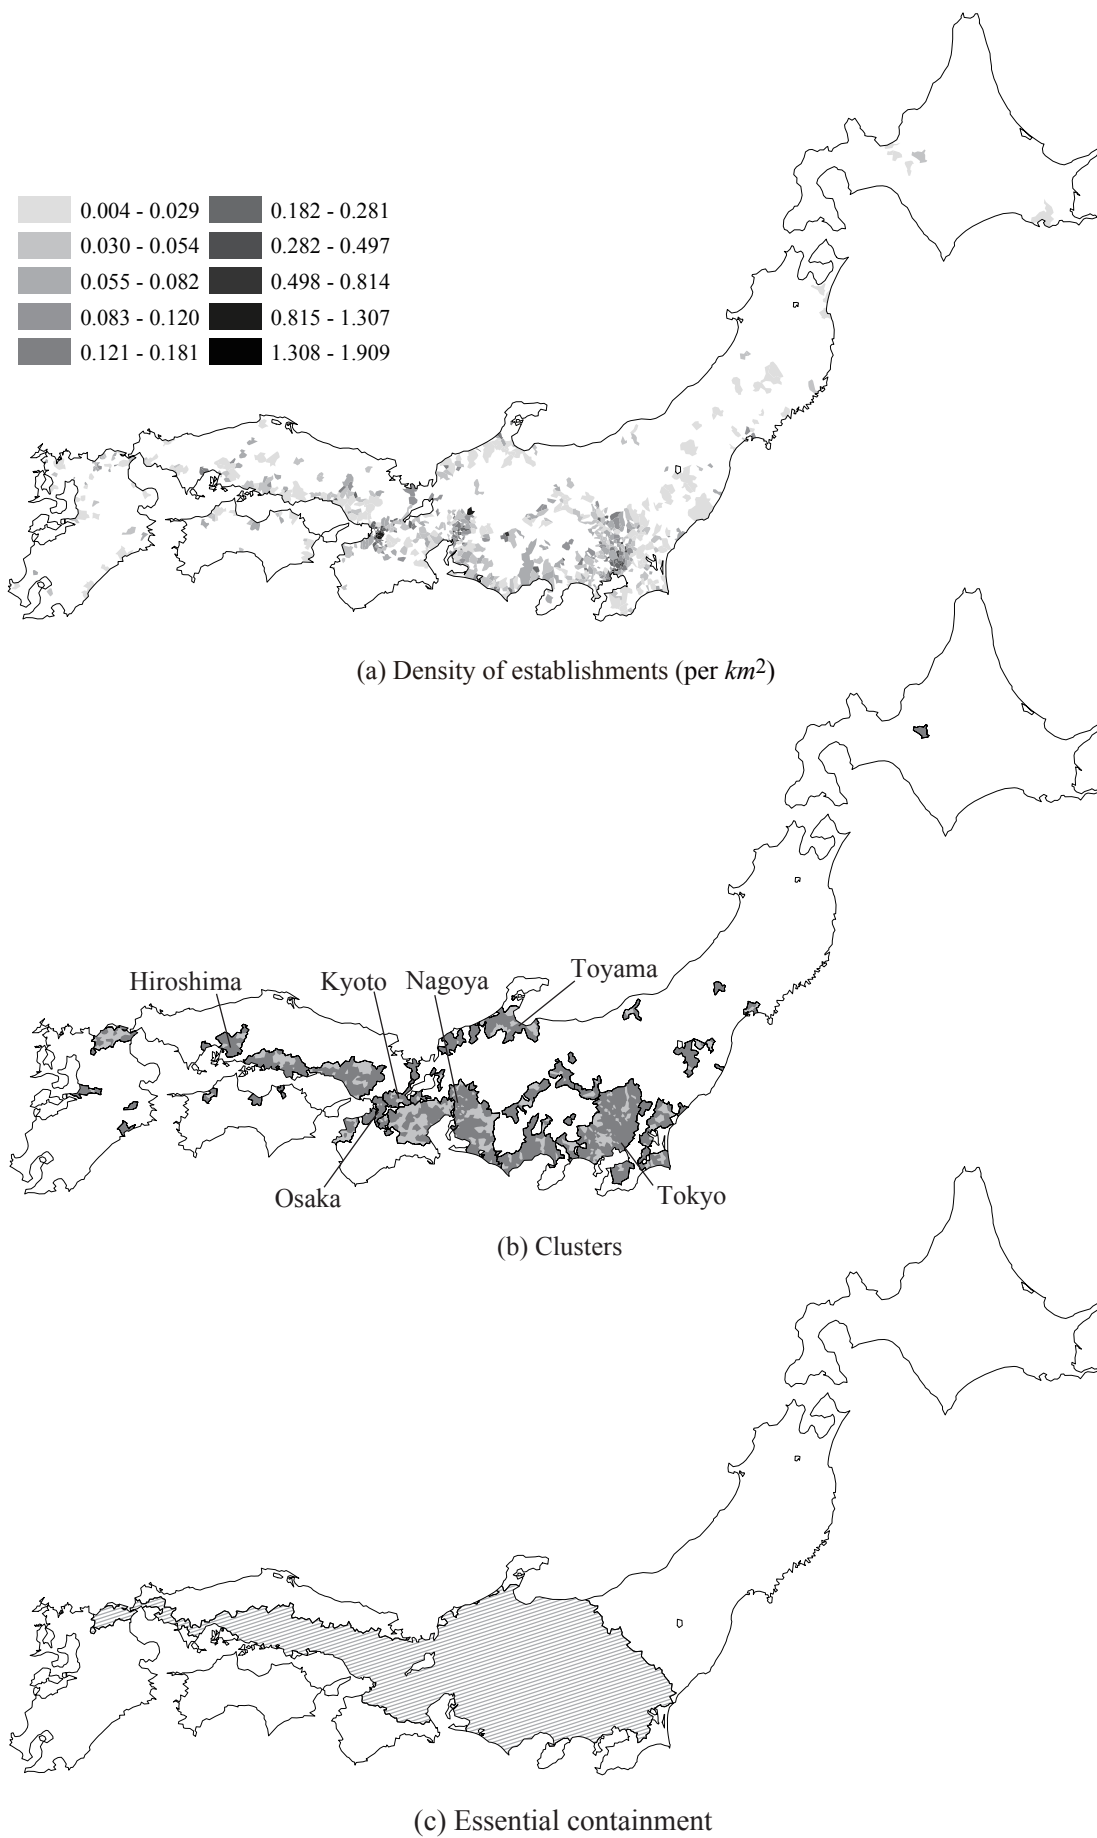 0.004 - 0.029 0.182 - 0.281
0.030 - 0.054 0.282 - 0.497
0.055 - 0.082 0.498 - 0.814
0.083 - 0.120 0.815 - 1.307
0.121 - 0.181 1.308 - 1.909
(a) Density of establishments (per km²)
Hiroshima Kyoto Nagoya Toyama
Osaka Tokyo
(b) Clusters
(c) Essential containment